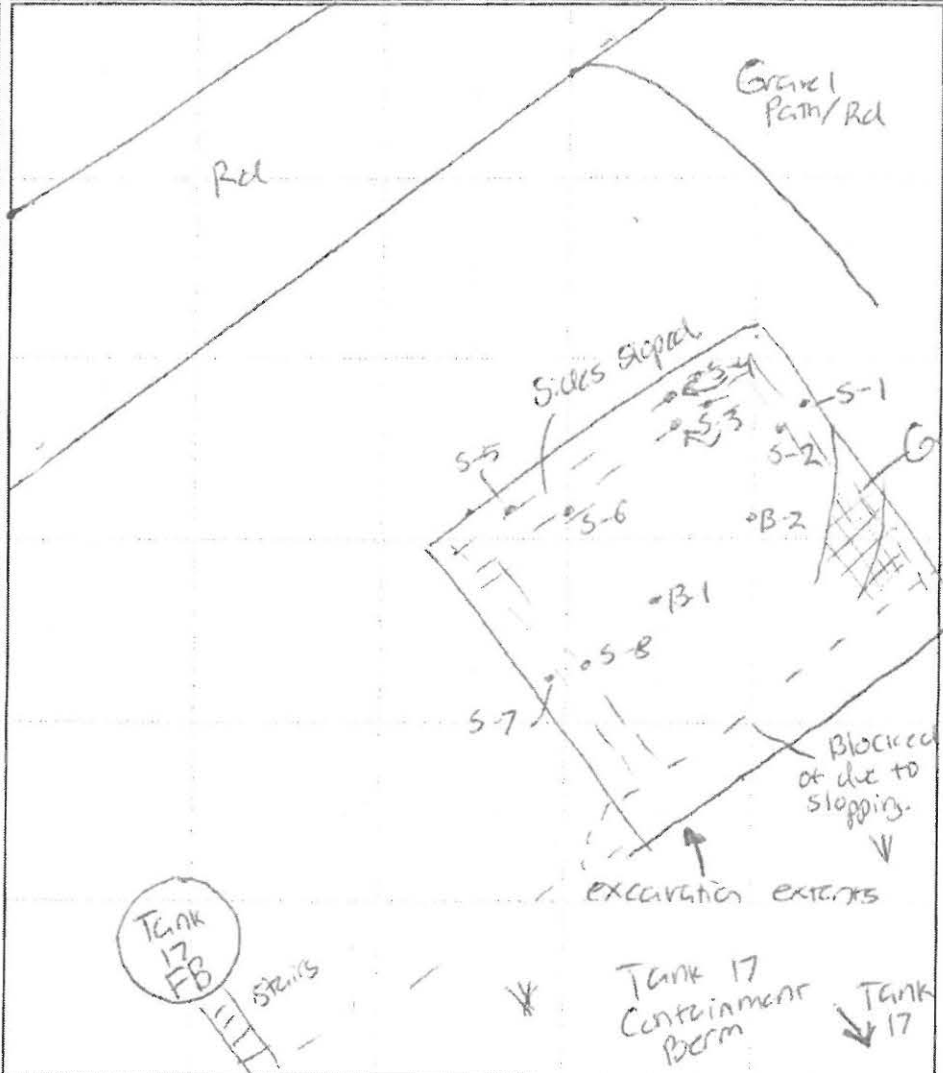 Gravel
Path/Rd
Rd
Sides sloped
S-4
S-1
S-3
S-2
S-5
G
S-6
B-2
B-1
S-8
S-7
Blocked
of due to
slopping.
excavation extents
Tank
17
FB
Stairs
Tank 17
Containment
Berm
Tank
17